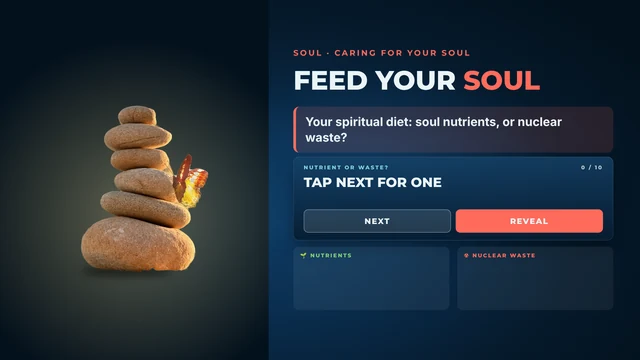 SOUL · CARING FOR YOUR SOUL
FEED YOUR SOUL
Your spiritual diet: soul nutrients, or nuclear
waste?
NUTRIENT OR WASTE? 0 / 10
TAP NEXT FOR ONE
NEXT REVEAL
🌱 NUTRIENTS ☢ NUCLEAR WASTE